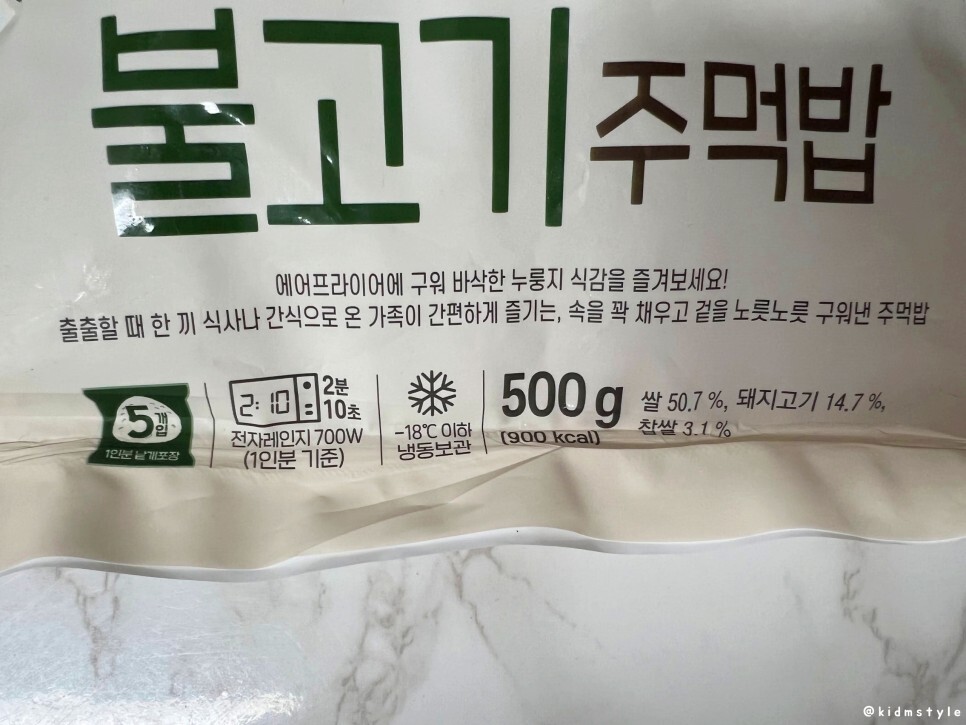 불고기 주먹밥
에어프라이어에 구워 바삭한 누룽지 식감을 즐겨보세요!
출출할 때 한 끼 식사나 간식으로 온 가족이 간편하게 즐기는, 속을 꽉 채우고 겉을 노릇노릇 구워낸 주먹밥
5개입
1인분 낱개포장
2:10
2분
10초
전자레인지 700W
(1인분 기준)
-18℃ 이하
냉동보관
500 g
(900 kcal)
쌀 50.7 %, 돼지고기 14.7 %,
찹쌀 3.1 %
@kidmstyle